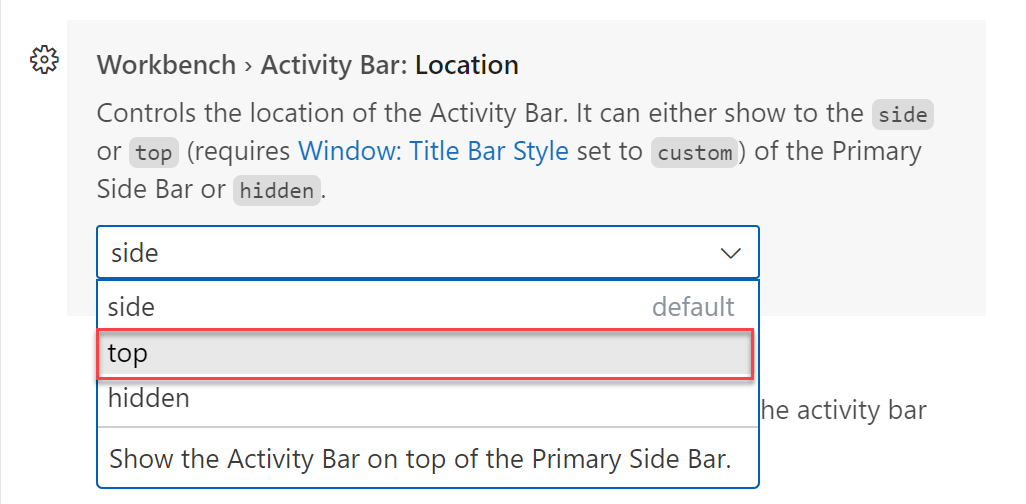 Workbench › Activity Bar: Location
Controls the location of the Activity Bar. It can either show to the side
or top (requires Window: Title Bar Style set to custom) of the Primary
Side Bar or hidden.
side
side default
top
hidden
he activity bar
Show the Activity Bar on top of the Primary Side Bar.